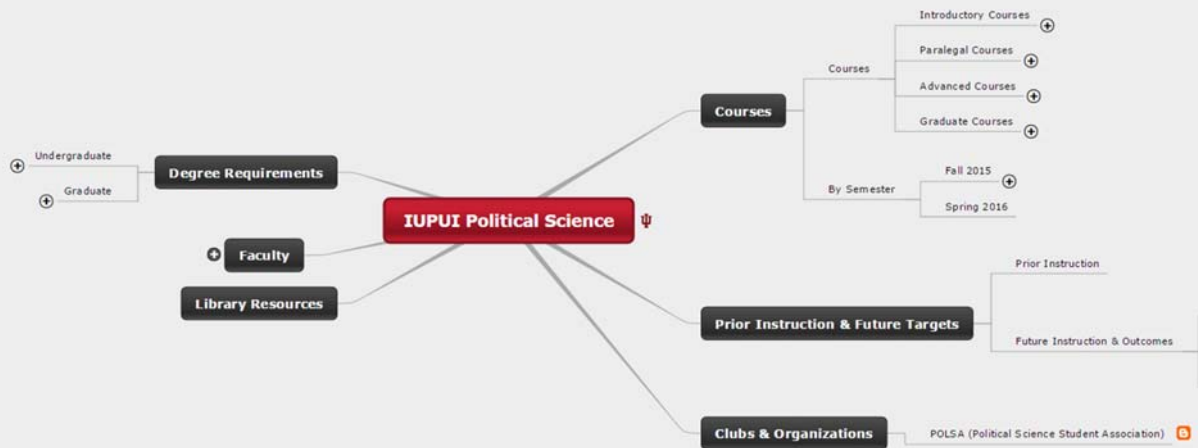 Introductory Courses
Paralegal Courses
Courses
Advanced Courses
Courses
Graduate Courses
Undergraduate
Degree Requirements
Graduate
Fall 2015
By Semester
Spring 2016
IUPUI Political Science
Faculty
Prior Instruction
Library Resources
Prior Instruction & Future Targets
Future Instruction & Outcomes
Clubs & Organizations
POLSA (Political Science Student Association)